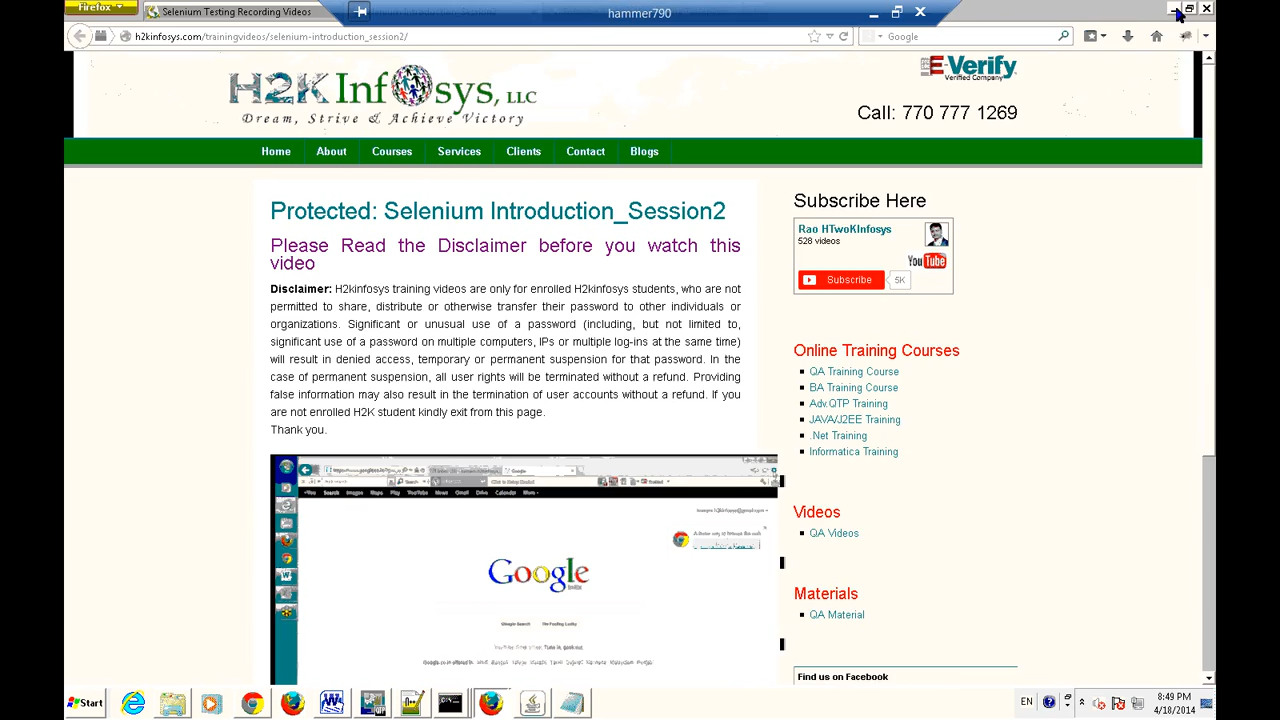 Firefox
Selenium Testing Recording Videos
hammer790
h2kinfosys.com/trainingvideos/selenium-introduction_session2/
Google
H2K Infosys, LLC
Dream, Strive & Achieve Victory
E-Verify
Verified Company
Call: 770 777 1269
Home
About
Courses
Services
Clients
Contact
Blogs
Protected: Selenium Introduction_Session2
Please Read the Disclaimer before you watch this
video
Disclaimer: H2kinfosys training videos are only for enrolled H2kinfosys students, who are not
permitted to share, distribute or otherwise transfer their password to other individuals or
organizations. Significant or unusual use of a password (including, but not limited to,
significant use of a password on multiple computers, IPs or multiple log-ins at the same time)
will result in denied access, temporary or permanent suspension for that password. In the
case of permanent suspension, all user rights will be terminated without a refund. Providing
false information may also result in the termination of user accounts without a refund. If you
are not enrolled H2K student kindly exit from this page.
Thank you.
Google
Google Search
Subscribe Here
Rao HTwoKInfosys
528 videos
YouTube
Subscribe
5K
Online Training Courses
QA Training Course
BA Training Course
Adv.QTP Training
JAVA/J2EE Training
.Net Training
Informatica Training
Videos
QA Videos
Materials
QA Material
Find us on Facebook
Start
EN
8:49 PM
4/18/2014